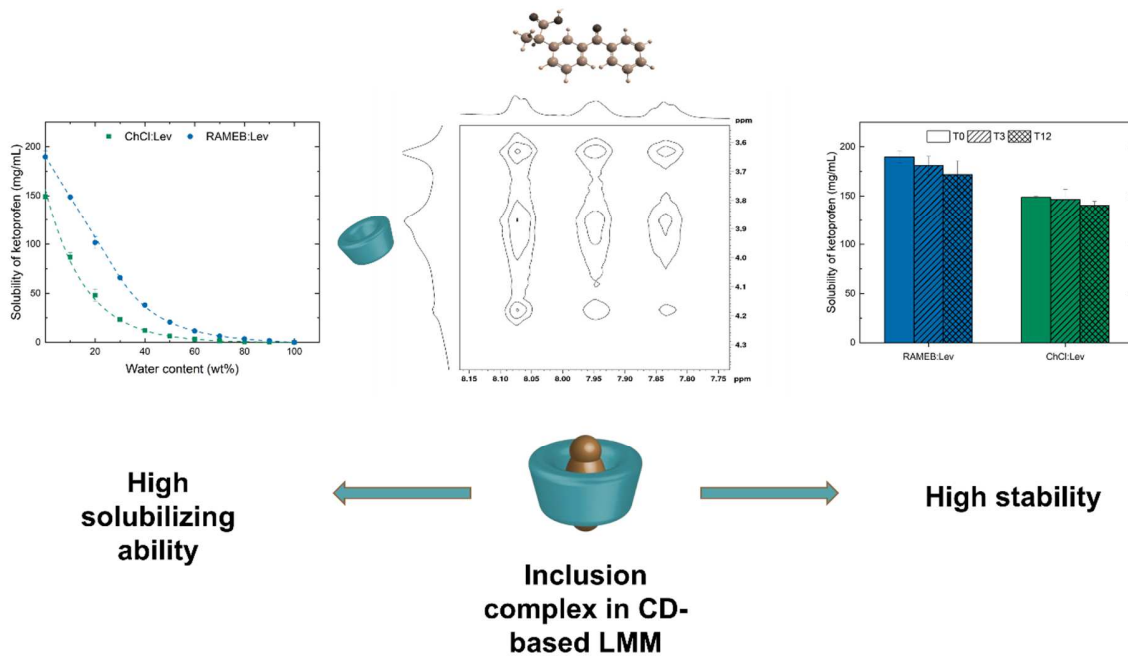 ChCl:Lev
RAMEB:Lev
200
150
100
50
0
20
40
60
80
100
Solubility of ketoprofen (mg/mL)
Water content (wt%)
ppm
3.6
3.7
3.8
3.9
4.0
4.1
4.2
4.3
8.15
8.10
8.05
8.00
7.95
7.90
7.85
7.80
7.75
ppm
T0
T3
T12
200
150
100
50
0
Solubility of ketoprofen (mg/mL)
RAMEB:Lev
ChCl:Lev
High
solubilizing
ability
Inclusion
complex in CD-
based LMM
High stability